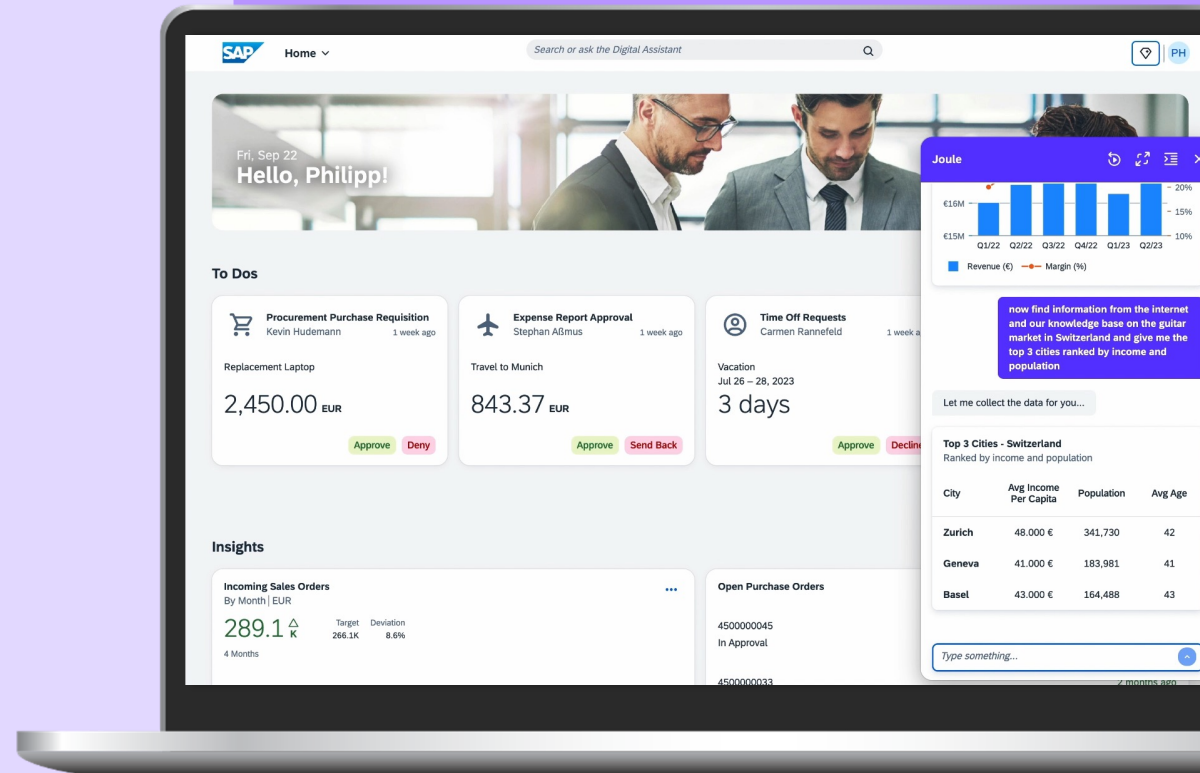 SAP
Home
Search or ask the Digital Assistant
PH
Fri, Sep 22
Hello, Philipp!
To Dos
Procurement Purchase Requisition
Kevin Hudemann
1 week ago
Replacement Laptop
2,450.00 EUR
Approve
Deny
Expense Report Approval
Stephan Aßmus
1 week ago
Travel to Munich
843.37 EUR
Approve
Send Back
Time Off Requests
Carmen Rannefeld
1 week a
Vacation
Jul 26 – 28, 2023
3 days
Approve
Decline
Insights
Incoming Sales Orders
By Month | EUR
289.1 K
Target
266.1K
Deviation
8.6%
4 Months
Open Purchase Orders
4500000045
In Approval
4500000033
2 months ago
Joule
€16M
€15M
20%
15%
10%
Q1/22 Q2/22 Q3/22 Q4/22 Q1/23 Q2/23
Revenue (€) Margin (%)
now find information from the internet
and our knowledge base on the guitar
market in Switzerland and give me the
top 3 cities ranked by income and
population
Let me collect the data for you...
Top 3 Cities - Switzerland
Ranked by income and population
City Avg Income Per Capita Population Avg Age
Zurich 48.000 € 341,730 42
Geneva 41.000 € 183,981 41
Basel 43.000 € 164,488 43
Type something...